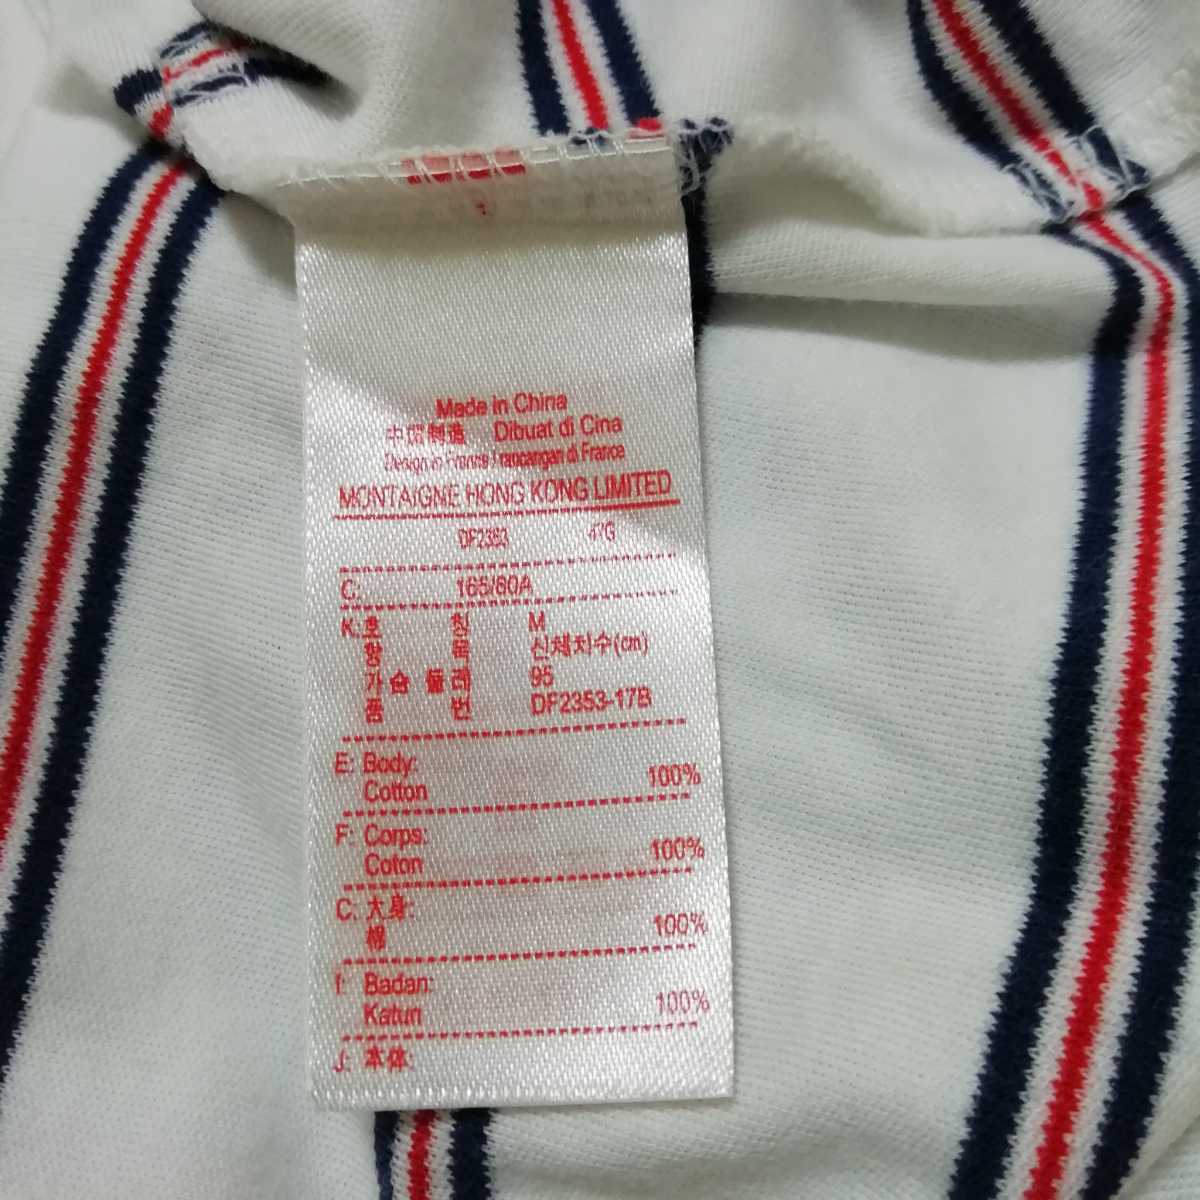 Made in China
中国制造 Dibuat di Cina
Design in France / rancangan di France
MONTAIGNE HONG KONG LIMITED
DF2353
C: 165/80A
K: 호 칭 M
항 목 신체치수(cm)
가 슴 둘 레 95
품 번 DF2353-17B
E: Body:
Cotton 100%
F: Corps:
Coton 100%
C: 大身:
棉 100%
I: Badan:
Katun 100%
J: 本体: